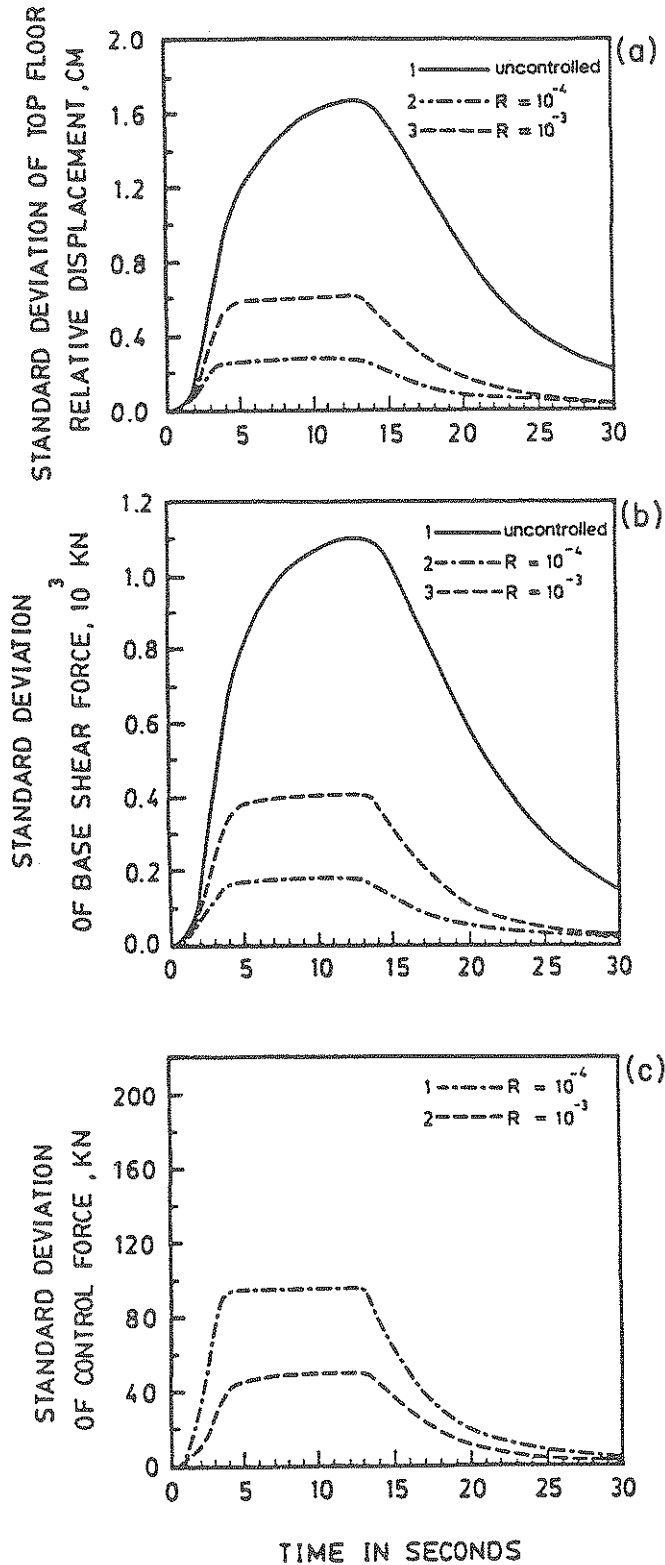 (a)
STANDARD DEVIATION OF TOP FLOOR
RELATIVE DISPLACEMENT, CM
2.0
1.6
1.2
0.8
0.4
0.0
1 uncontrolled
2 R = 10⁻⁴
3 R = 10⁻³
0 5 10 15 20 25 30
(b)
STANDARD DEVIATION
OF BASE SHEAR FORCE, 10³ KN
1.2
1.0
0.8
0.6
0.4
0.2
0.0
1 uncontrolled
2 R = 10⁻⁴
3 R = 10⁻³
0 5 10 15 20 25 30
(c)
STANDARD DEVIATION
OF CONTROL FORCE, KN
200
160
120
80
40
0
1 R = 10⁻⁴
2 R = 10⁻³
0 5 10 15 20 25 30
TIME IN SECONDS